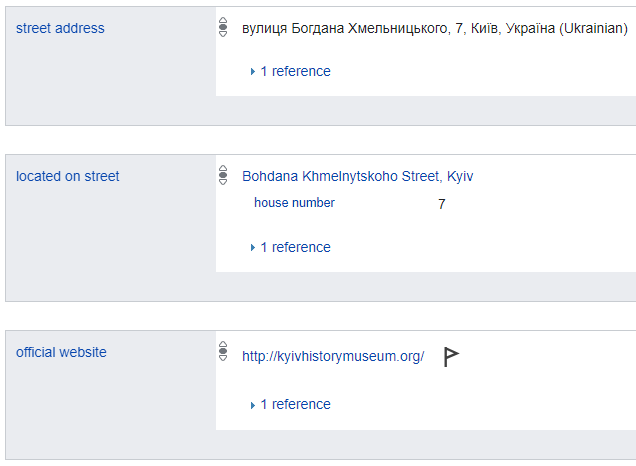 street address
вулиця Богдана Хмельницького, 7, Київ, Україна (Ukrainian)
1 reference
located on street
Bohdana Khmelnytskoho Street, Kyiv
house number 7
1 reference
official website
http://kyivhistorymuseum.org/
1 reference